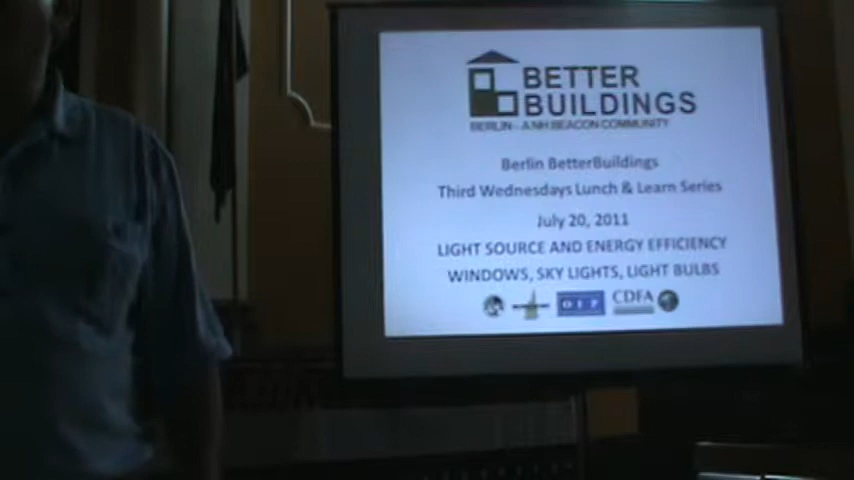 BETTER
BUILDINGS
BERLIN - A NH BEACON COMMUNITY
Berlin BetterBuildings
Third Wednesdays Lunch & Learn Series
July 20, 2011
LIGHT SOURCE AND ENERGY EFFICIENCY
WINDOWS, SKY LIGHTS, LIGHT BULBS
CDFA